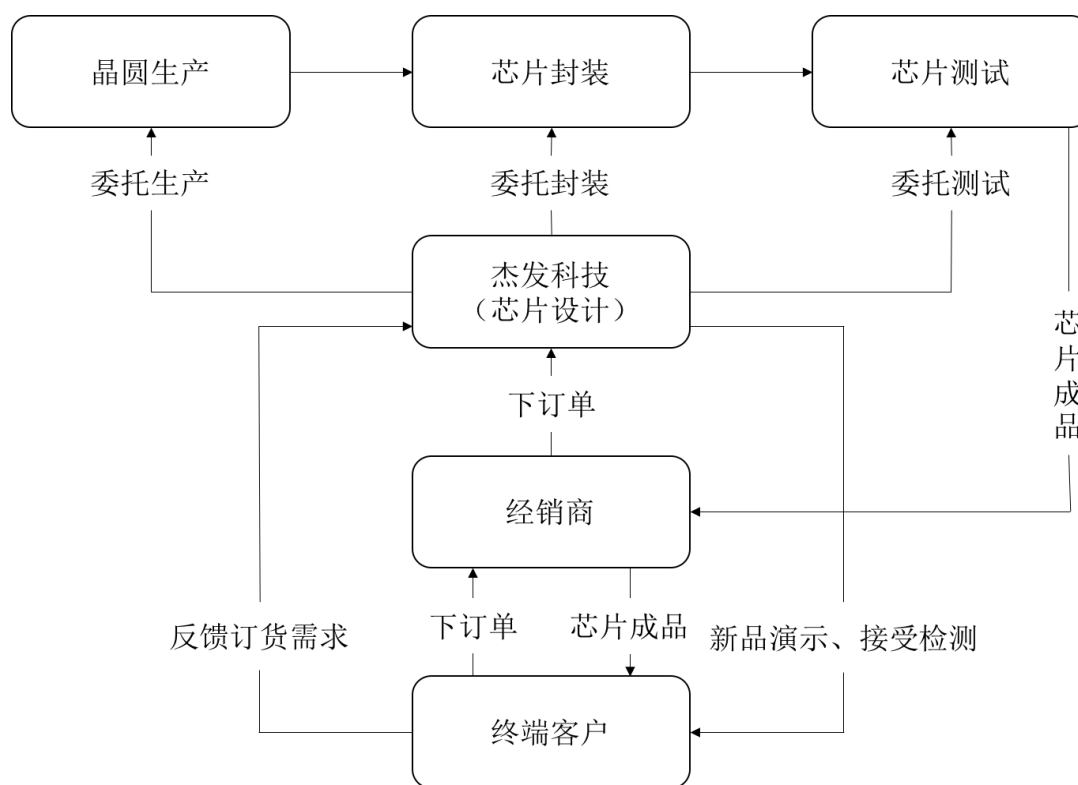 晶圆生产
芯片封装
芯片测试
委托生产
委托封装
委托测试
杰发科技
（芯片设计）
芯片成品
下订单
经销商
反馈订货需求
下订单
芯片成品
新品演示、接受检测
终端客户